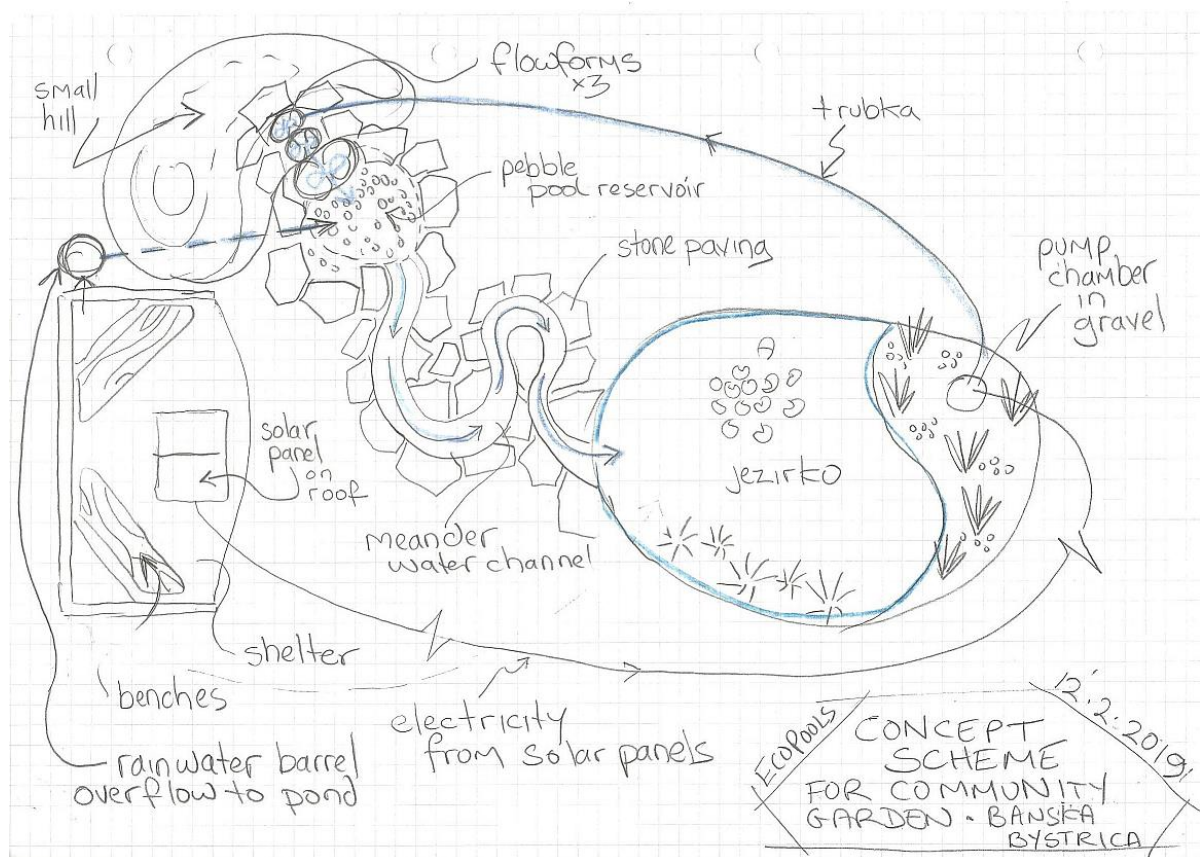 flowforms
x3
small
hill
trubka
pebble
pool reservoir
stone paving
pump
chamber
in
gravel
solar
panel
on
roof
jezirko
meander
water channel
shelter
benches
electricity
from solar panels
rainwater barrel
overflow to pond
ECOPOOLS
12.2.2019
CONCEPT
SCHEME
FOR COMMUNITY
GARDEN - BANSKA
BYSTRICA